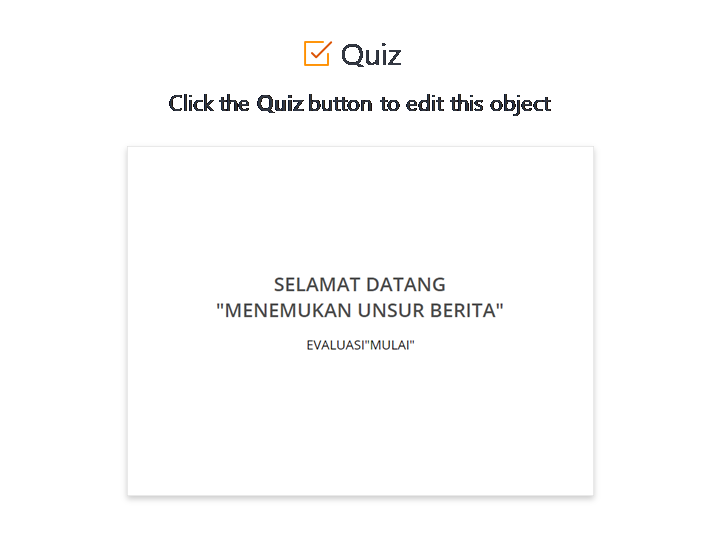 Quiz
Click the Quiz button to edit this object
SELAMAT DATANG
"MENEMUKAN UNSUR BERITA"
EVALUASI"MULAI"